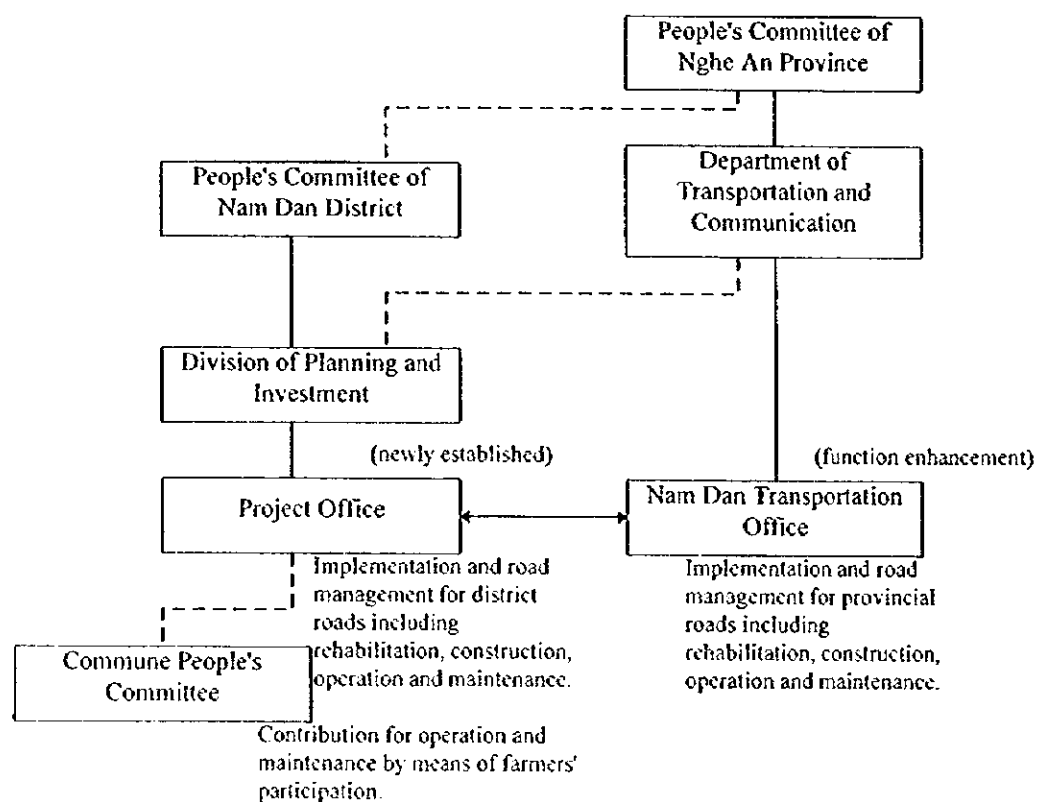 People's Committee of
Nghe An Province
People's Committee of
Nam Dan District
Department of
Transportation and
Communication
Division of Planning and
Investment
(newly established)
(function enhancement)
Project Office
Nam Dan Transportation
Office
Implementation and road
management for district
roads including
rehabilitation, construction,
operation and maintenance.
Implementation and road
management for provincial
roads including
rehabilitation, construction,
operation and maintenance.
Commune People's
Committee
Contribution for operation and
maintenance by means of farmers'
participation.